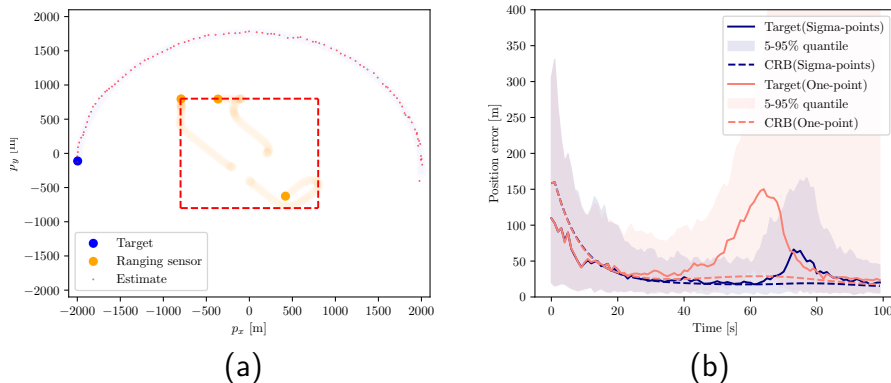 2000
1500
1000
500
0
−500
−1000
−1500
−2000
p_y [m]
−2000 −1500 −1000 −500 0 500 1000 1500 2000
p_x [m]
Target
Ranging sensor
Estimate
(a)
400
350
300
250
200
150
100
50
0
Position error [m]
0 20 40 60 80 100
Time [s]
Target(Sigma-points)
5-95% quantile
CRB(Sigma-points)
Target(One-point)
5-95% quantile
CRB(One-point)
(b)